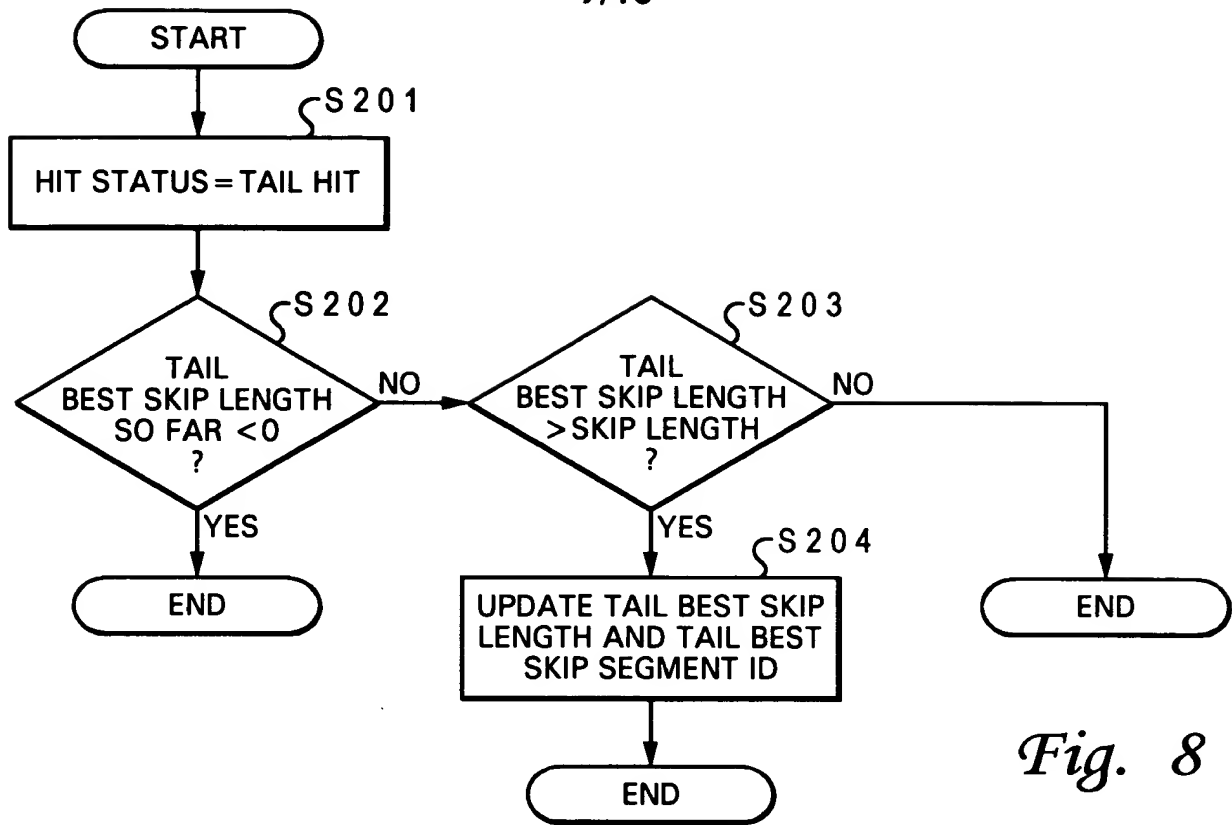 START
S201
HIT STATUS=TAIL HIT
S202
TAIL
BEST SKIP LENGTH
SO FAR <0
?
NO
YES
END
S203
TAIL
BEST SKIP LENGTH
>SKIP LENGTH
?
NO
YES
S204
UPDATE TAIL BEST SKIP
LENGTH AND TAIL BEST
SKIP SEGMENT ID
END
END
Fig. 8